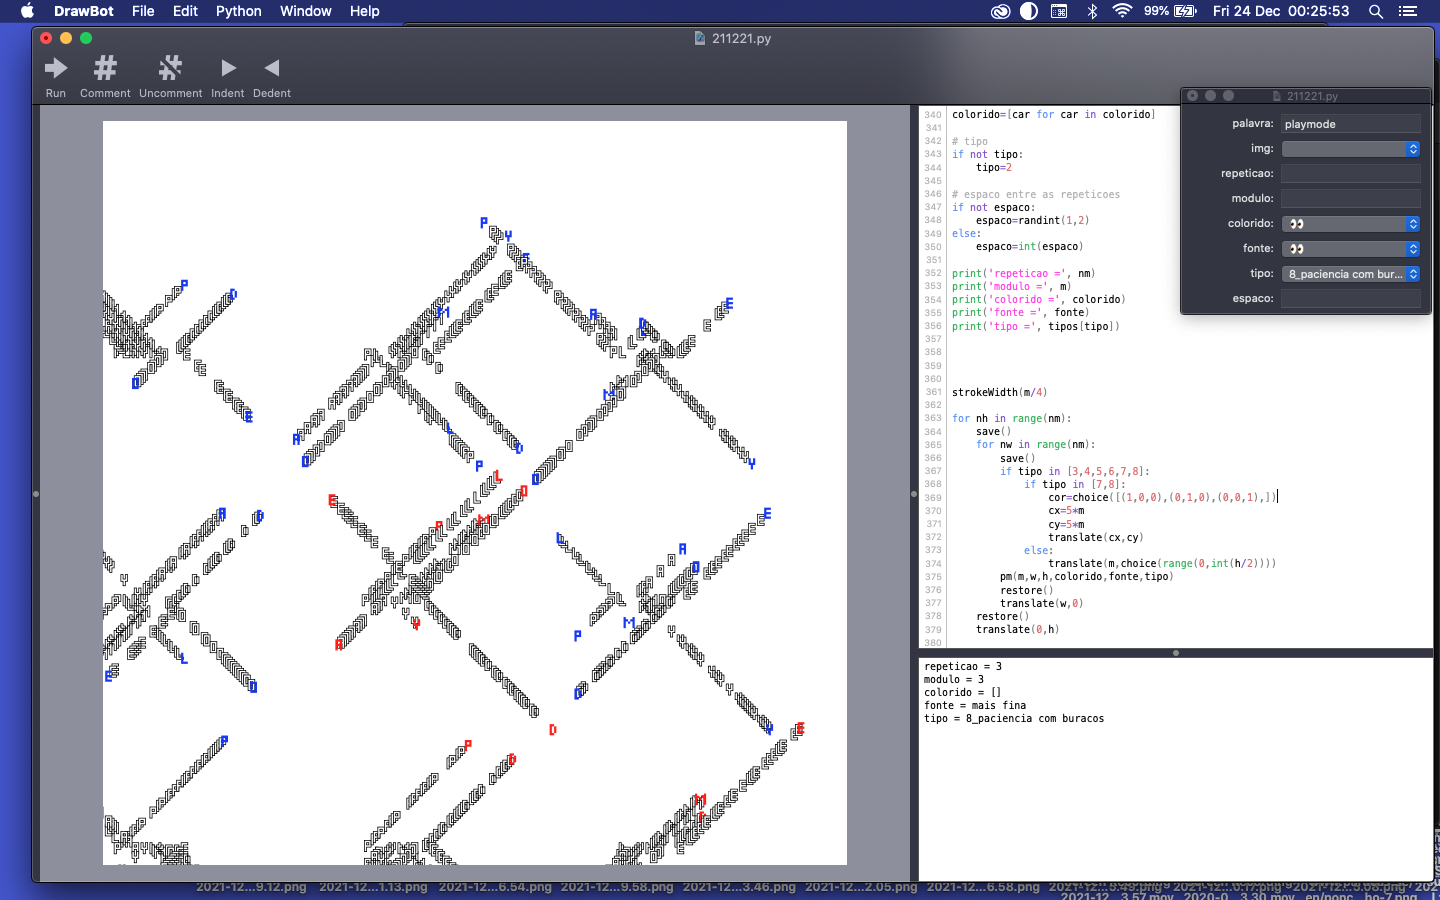 DrawBot File Edit Python Window Help 99% Fri 24 Dec 00:25:53
211221.py
Run Comment Uncomment Indent Dedent
340 colorido=[car for car in colorido]
341
342 # tipo
343 if not tipo:
344 tipo=2
345
346 # espaco entre as repeticoes
347 if not espaco:
348 espaco=randint(1,2)
349 else:
350 espaco=int(espaco)
351
352 print('repeticao =', nm)
353 print('modulo =', m)
354 print('colorido =', colorido)
355 print('fonte =', fonte)
356 print('tipo =', tipos[tipo])
357
358
359
360
361 strokeWidth(m/4)
362
363 for nh in range(nm):
364 save()
365 for nw in range(nm):
366 save()
367 if tipo in [3,4,5,6,7,8]:
368 if tipo in [7,8]:
369 cor=choice([(1,0,0),(0,1,0),(0,0,1),])
370 cx=5*m
371 cy=5*m
372 translate(cx,cy)
373 else:
374 translate(m,choice(range(0,int(h/2))))
375 pm(m,w,h,colorido,fonte,tipo)
376 restore()
377 translate(w,0)
378 restore()
379 translate(0,h)
380
211221.py
palavra: playmode
img:
repeticao:
modulo:
colorido: 👀
fonte: 👀
tipo: 8_paciencia com bur...
espaco:
repeticao = 3
modulo = 3
colorido = []
fonte = mais fina
tipo = 8_paciencia com buracos
2021-12...9.12.png 2021-12...1.13.png 2021-12...6.54.png 2021-12...9.58.png 2021-12...3.46.png 2021-12...2.05.png 2021-12...6.58.png